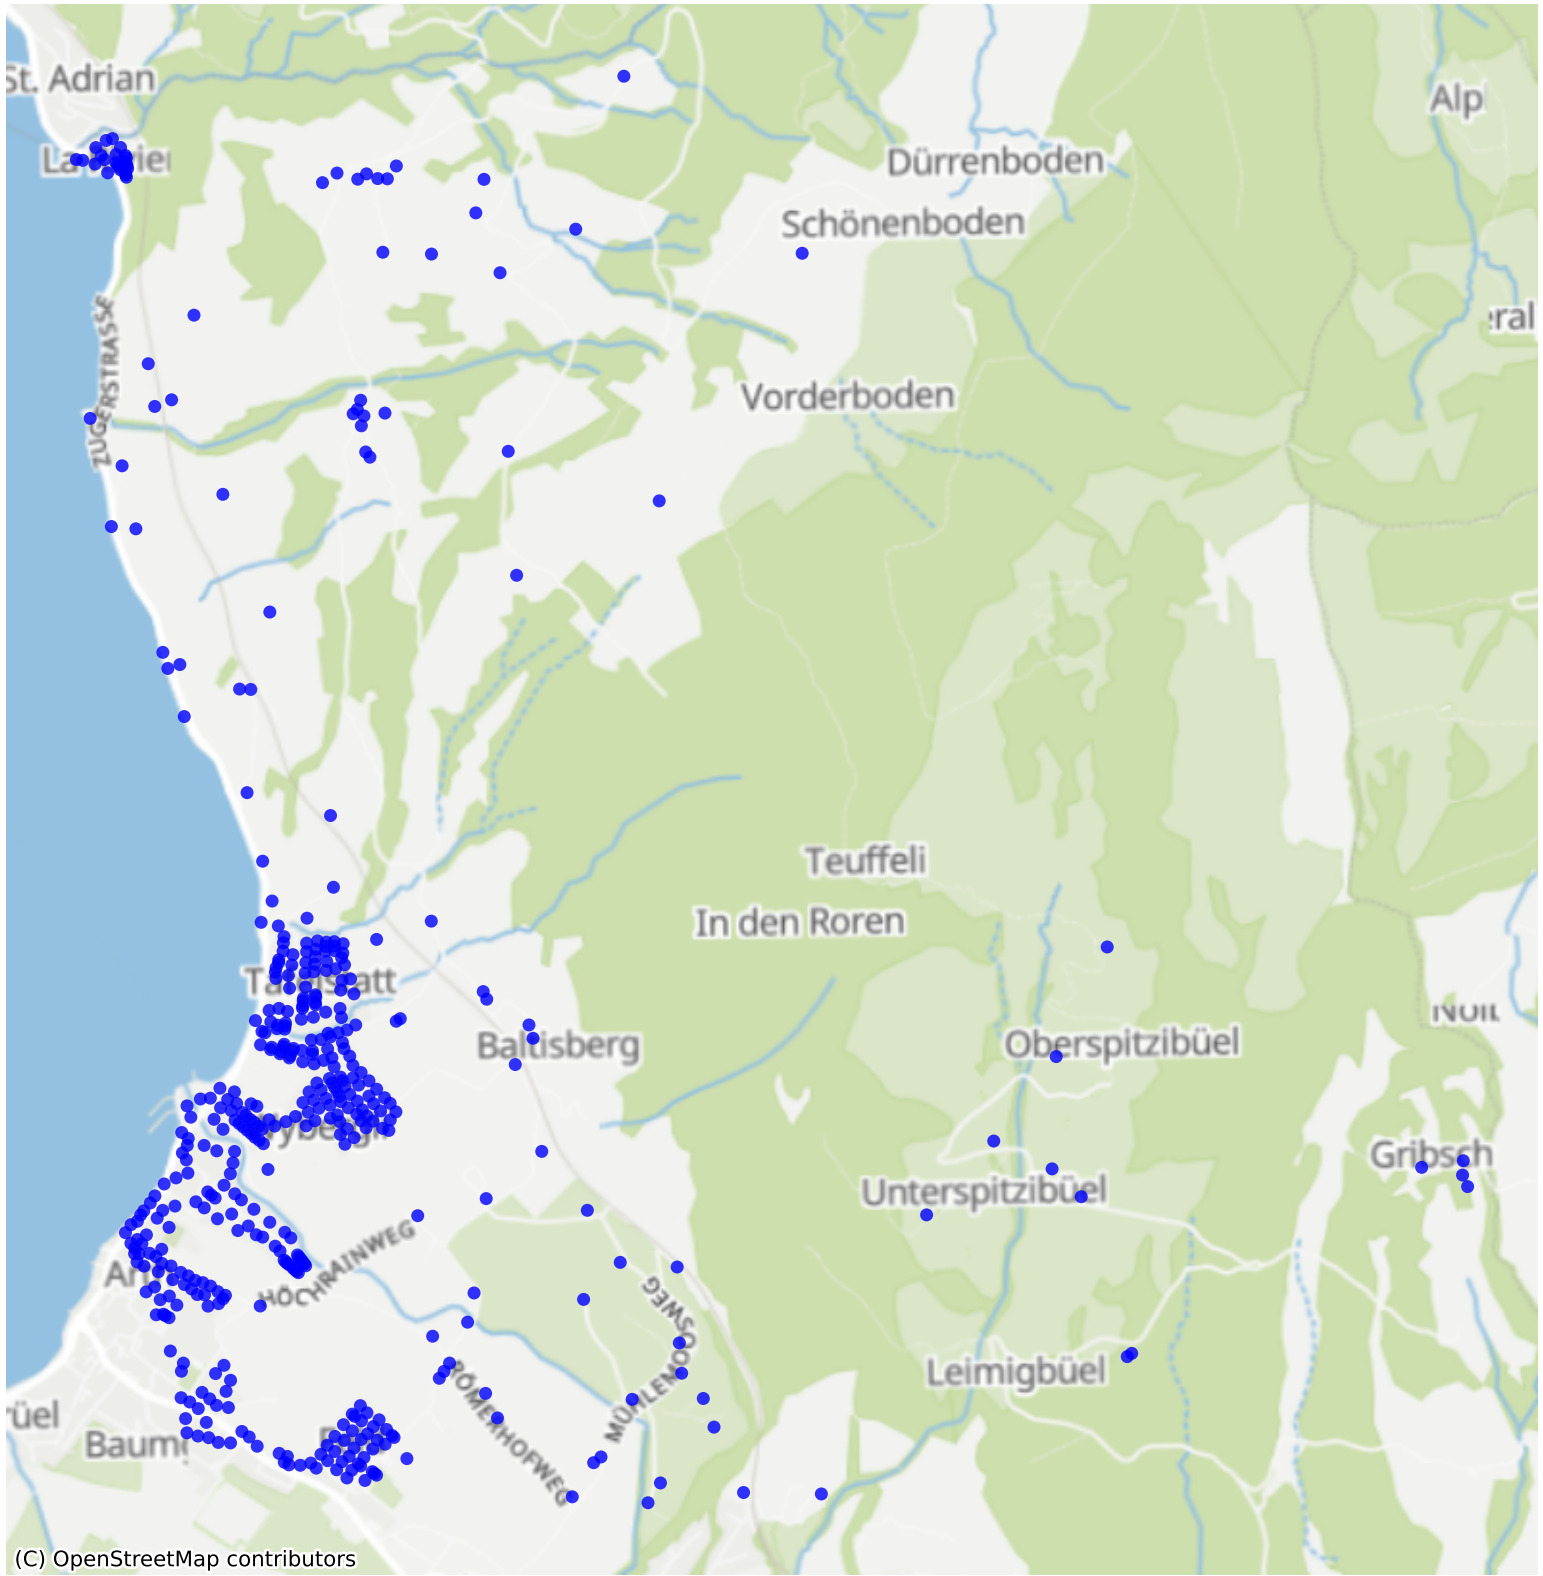 St. Adrian
Alp
Dürrenboden
Schönenboden
ZUGERSTRASSE
Vorderboden
Teuffeli
In den Roren
Baltisberg
Oberspitzibüel
Gribsch
Unterspitzibüel
HÖCHRAINWEG
MÜHLEMOOSWEG
Leimigbüel
RÖMERHOFWEG
(C) OpenStreetMap contributors